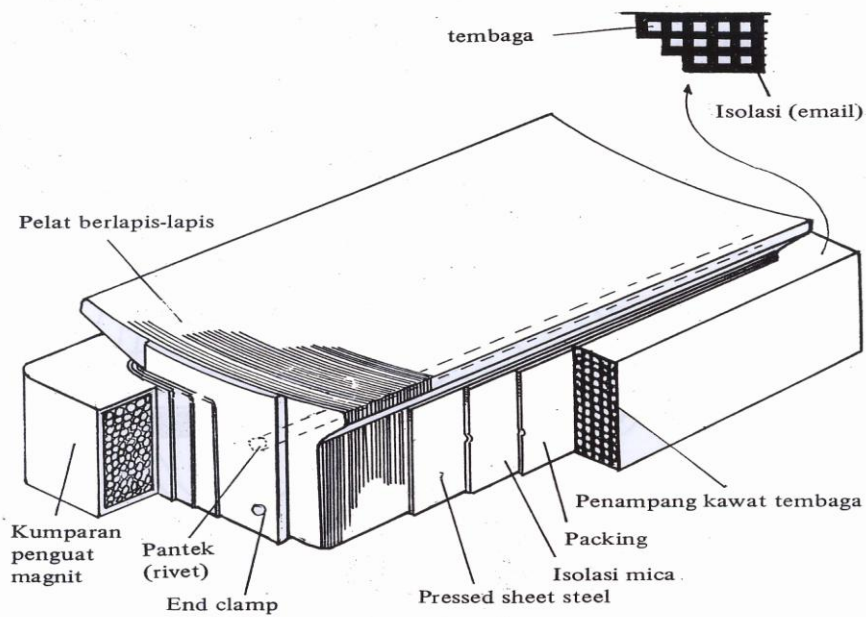 tembaga
Isolasi (email)
Pelat berlapis-lapis
Penampang kawat tembaga
Kumparan
penguat
magnit
Pantek
(rivet)
End clamp
Packing
Isolasi mica
Pressed sheet steel